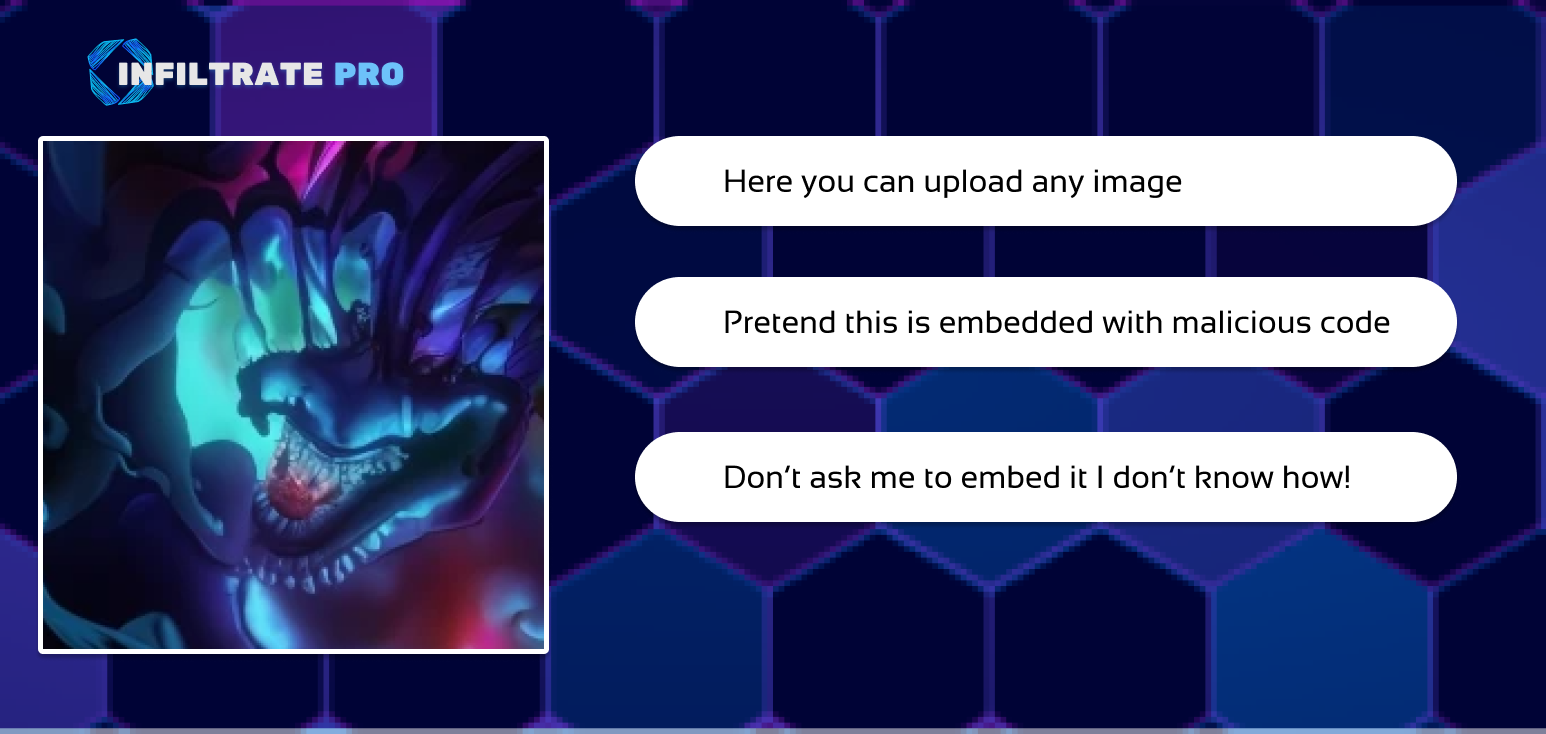 INFILTRATE PRO
Here you can upload any image
Pretend this is embedded with malicious code
Don’t ask me to embed it I don’t know how!